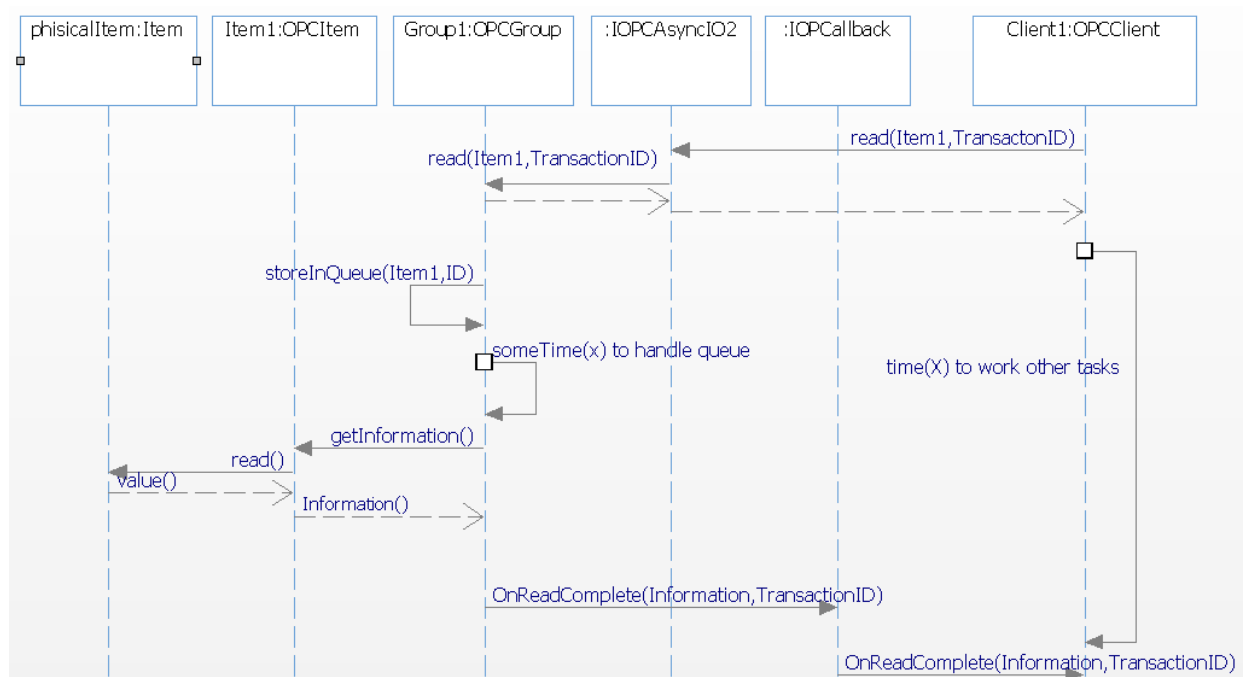 phisicalItem:Item
Item1:OPCItem
Group1:OPCGroup
:IOPCAsyncIO2
:IOPCallback
Client1:OPCClient
read(Item1,TransactonID)
read(Item1,TransactionID)
storeInQueue(Item1,ID)
someTime(x) to handle queue
time(X) to work other tasks
getInformation()
read()
value()
Information()
OnReadComplete(Information,TransactionID)
OnReadComplete(Information,TransactionID)